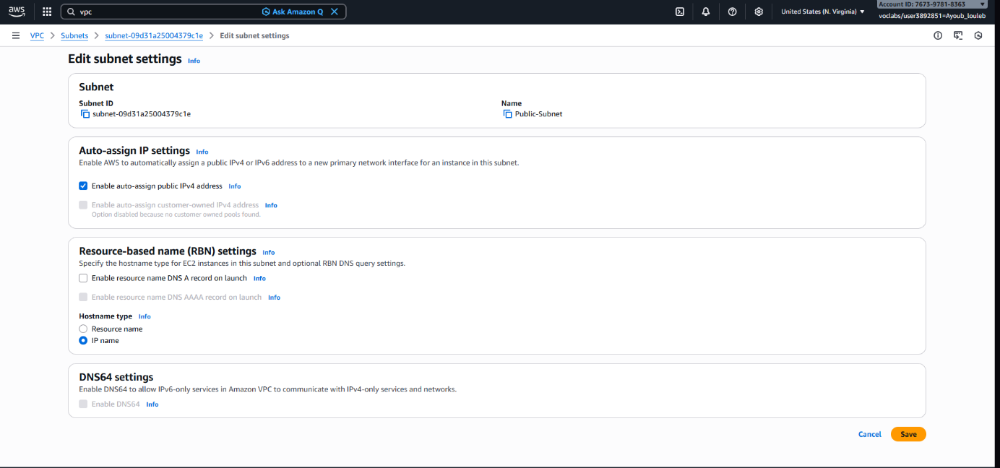 aws
vpc
Ask Amazon Q
United States (N. Virginia)
Account ID: 7673-9781-8363
voclabs/user3892851=Ayoub_louleb
VPC > Subnets > subnet-09d31a25004379c1e > Edit subnet settings
Edit subnet settings Info
Subnet
Subnet ID
subnet-09d31a25004379c1e
Name
Public-Subnet
Auto-assign IP settings Info
Enable AWS to automatically assign a public IPv4 or IPv6 address to a new primary network interface for an instance in this subnet.
Enable auto-assign public IPv4 address Info
Enable auto-assign customer-owned IPv4 address Info
Option disabled because no customer owned pools found.
Resource-based name (RBN) settings Info
Specify the hostname type for EC2 instances in this subnet and optional RBN DNS query settings.
Enable resource name DNS A record on launch Info
Enable resource name DNS AAAA record on launch Info
Hostname type Info
Resource name
IP name
DNS64 settings
Enable DNS64 to allow IPv6-only services in Amazon VPC to communicate with IPv4-only services and networks.
Enable DNS64 Info
Cancel
Save